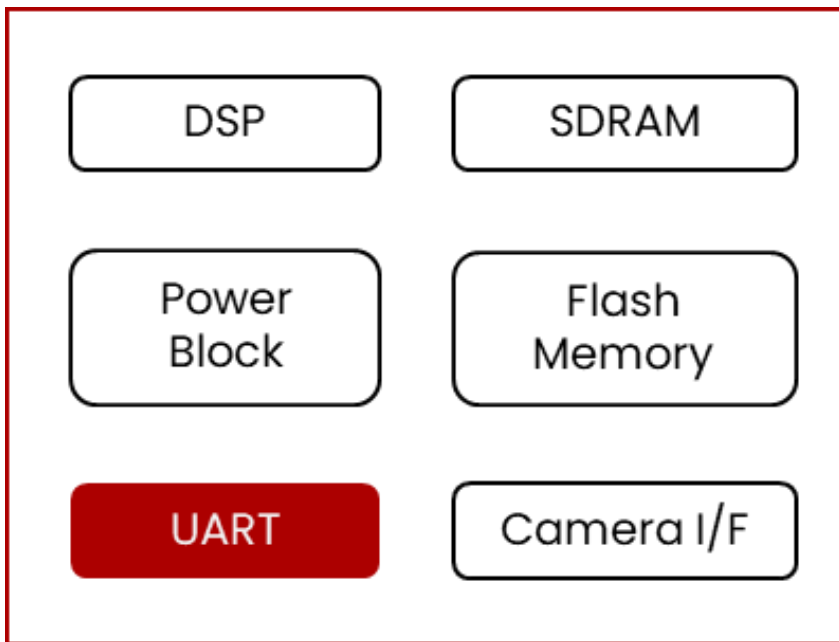 DSP
SDRAM
Power
Block
Flash
Memory
UART
Camera I/F